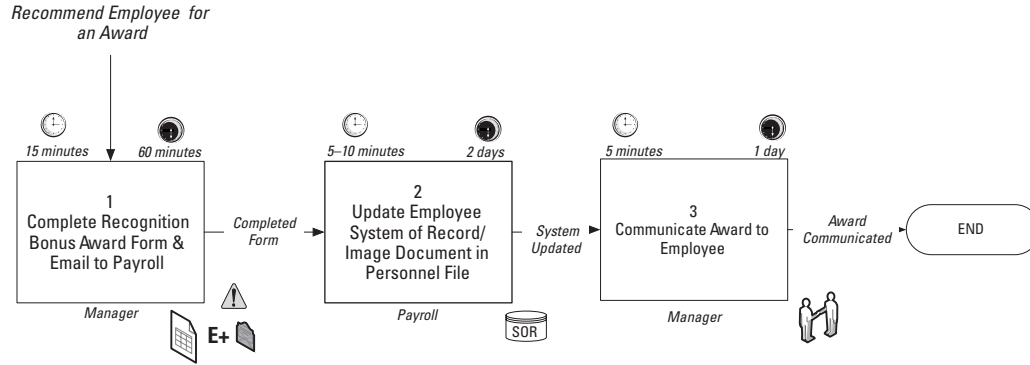 Recommend Employee for
an Award
15 minutes
60 minutes
1
Complete Recognition
Bonus Award Form &
Email to Payroll
Manager
E+
Completed
Form
5–10 minutes
2 days
2
Update Employee
System of Record/
Image Document in
Personnel File
Payroll
SOR
System
Updated
5 minutes
1 day
3
Communicate Award to
Employee
Manager
Award
Communicated
END